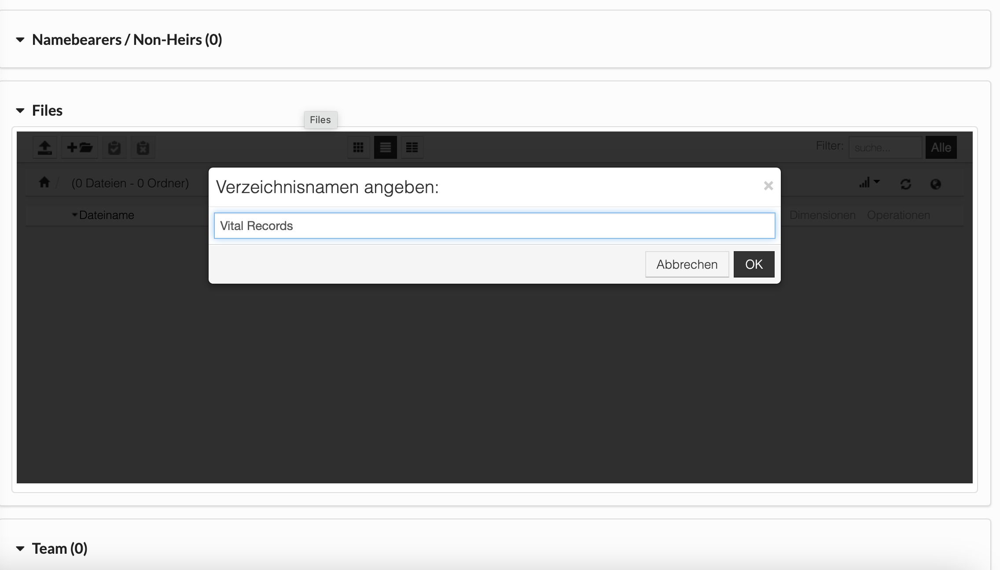 Namebearers / Non-Heirs (0)
Files
Files
Filter: suche... Alle
/ (0 Dateien - 0 Ordner)
Dateiname Dimensionen Operationen
Verzeichnisnamen angeben: ×
Vital Records
Abbrechen OK
Team (0)